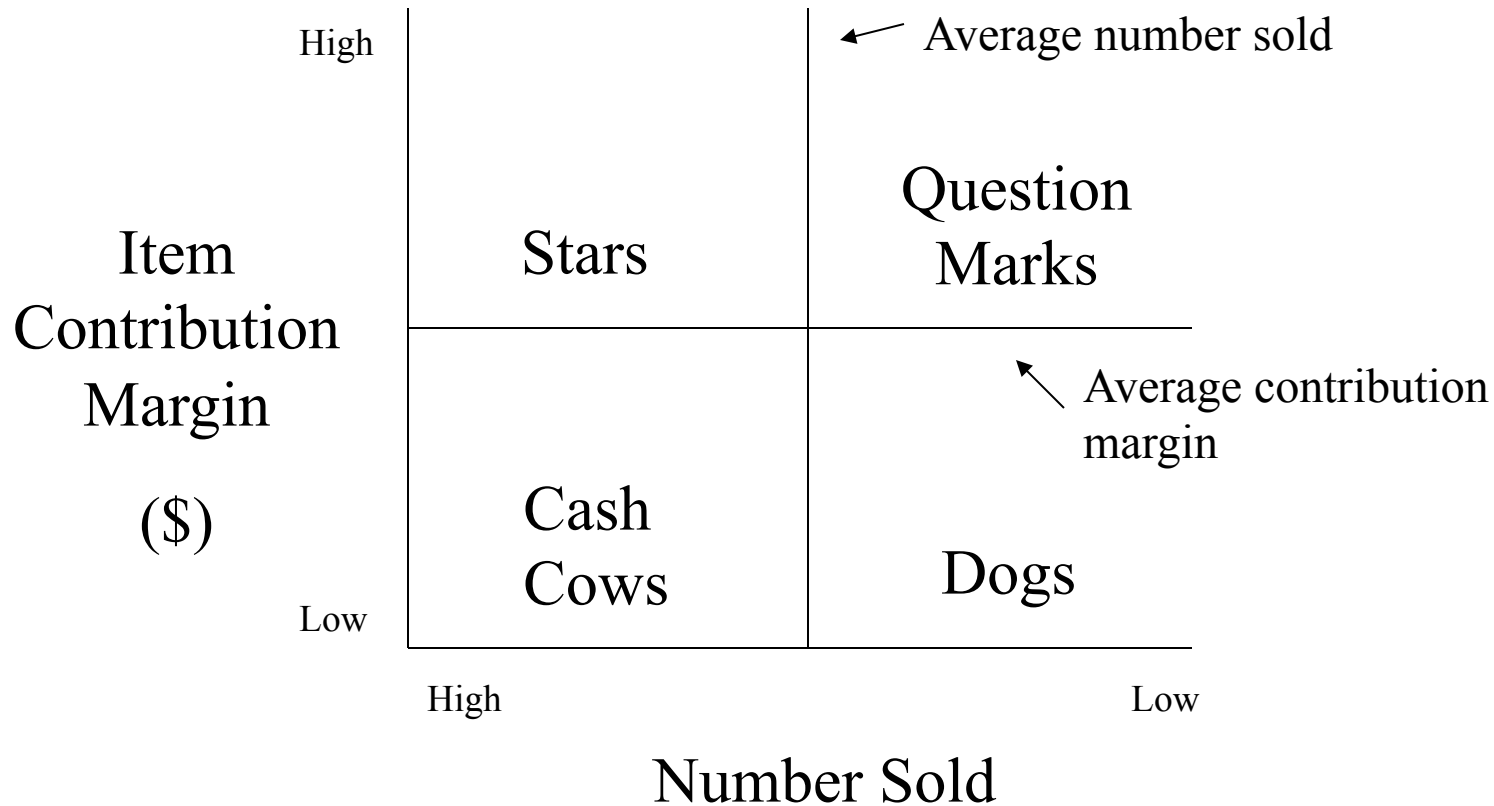 High
Average number sold
Question
Marks
Stars
Item
Contribution
Margin
($)
Average contribution
margin
Cash
Cows
Dogs
Low
High
Low
Number Sold